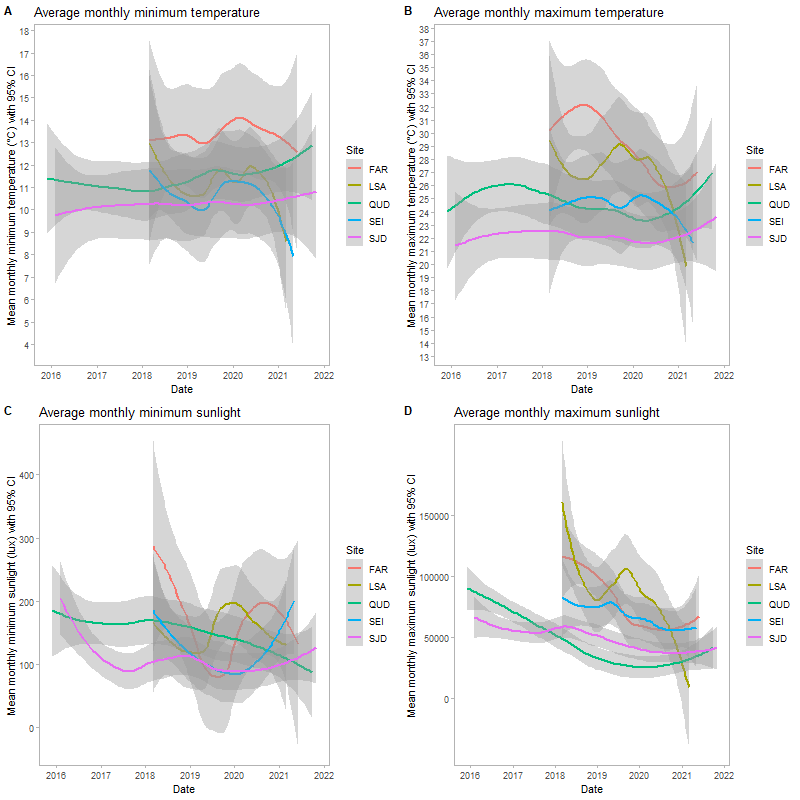 A Average monthly minimum temperature
Mean monthly minimum temperature (°C) with 95% CI
18
17
16
15
14
13
12
11
10
9
8
7
6
5
4
2016 2017 2018 2019 2020 2021 2022
Date
Site
FAR
LSA
QUD
SEI
SJD
B Average monthly maximum temperature
Mean monthly maximum temperature (°C) with 95% CI
38
37
36
35
34
33
32
31
30
29
28
27
26
25
24
23
22
21
20
19
18
17
16
15
14
13
2016 2017 2018 2019 2020 2021 2022
Date
Site
FAR
LSA
QUD
SEI
SJD
C Average monthly minimum sunlight
Mean monthly minimum sunlight (lux) with 95% CI
400
300
200
100
0
2016 2017 2018 2019 2020 2021 2022
Date
Site
FAR
LSA
QUD
SEI
SJD
D Average monthly maximum sunlight
Mean monthly maximum sunlight (lux) with 95% CI
150000
100000
50000
0
2016 2017 2018 2019 2020 2021 2022
Date
Site
FAR
LSA
QUD
SEI
SJD